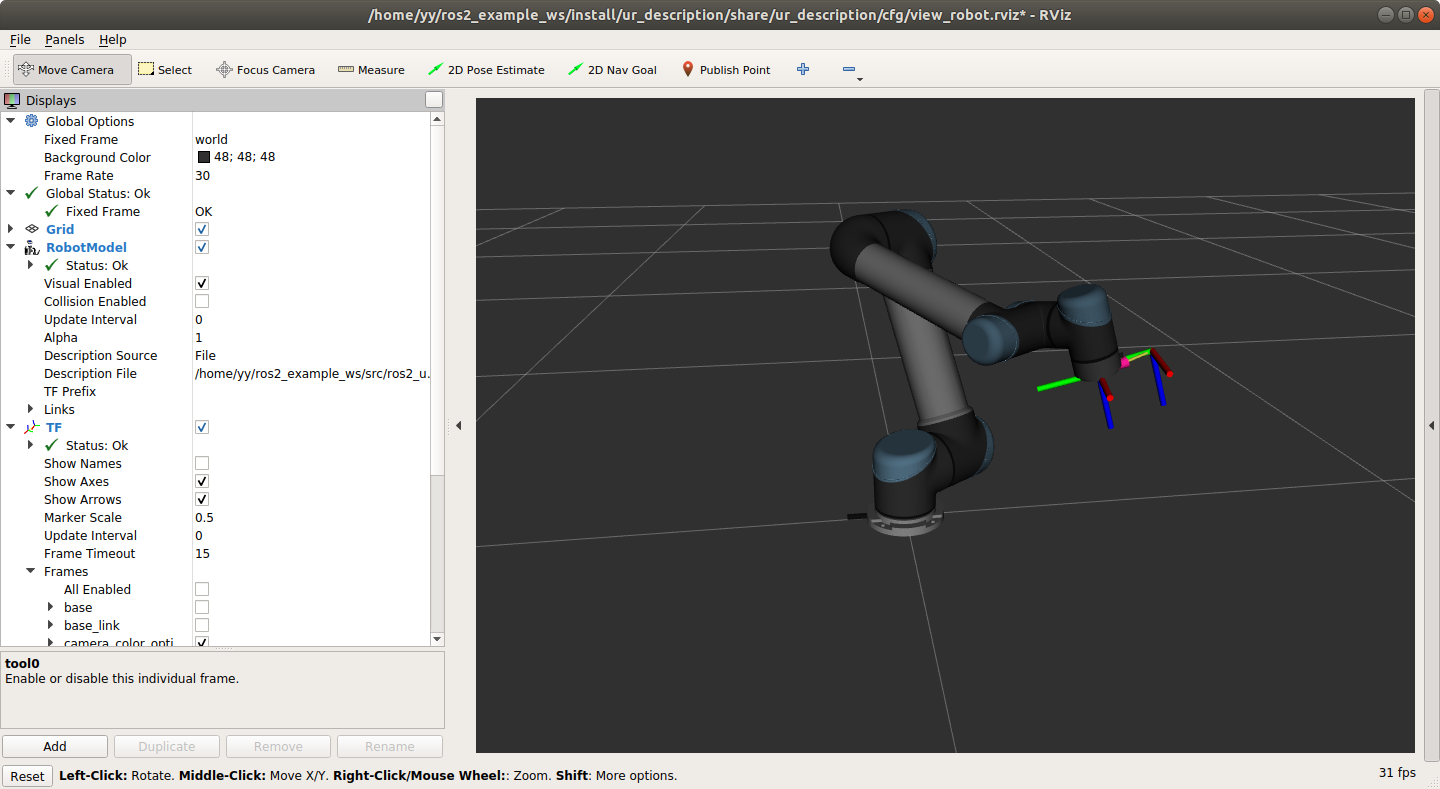 /home/yy/ros2_example_ws/install/ur_description/share/ur_description/cfg/view_robot.rviz* - RViz
File Panels Help
Move Camera Select Focus Camera Measure 2D Pose Estimate 2D Nav Goal Publish Point
Displays
Global Options
Fixed Frame world
Background Color 48; 48; 48
Frame Rate 30
Global Status: Ok
Fixed Frame OK
Grid
RobotModel
Status: Ok
Visual Enabled
Collision Enabled
Update Interval 0
Alpha 1
Description Source File
Description File /home/yy/ros2_example_ws/src/ros2_u...
TF Prefix
Links
TF
Status: Ok
Show Names
Show Axes
Show Arrows
Marker Scale 0.5
Update Interval 0
Frame Timeout 15
Frames
All Enabled
base
base_link
camera_color_opti
tool0
Enable or disable this individual frame.
Add Duplicate Remove Rename
Reset Left-Click: Rotate. Middle-Click: Move X/Y. Right-Click/Mouse Wheel:: Zoom. Shift: More options. 31 fps